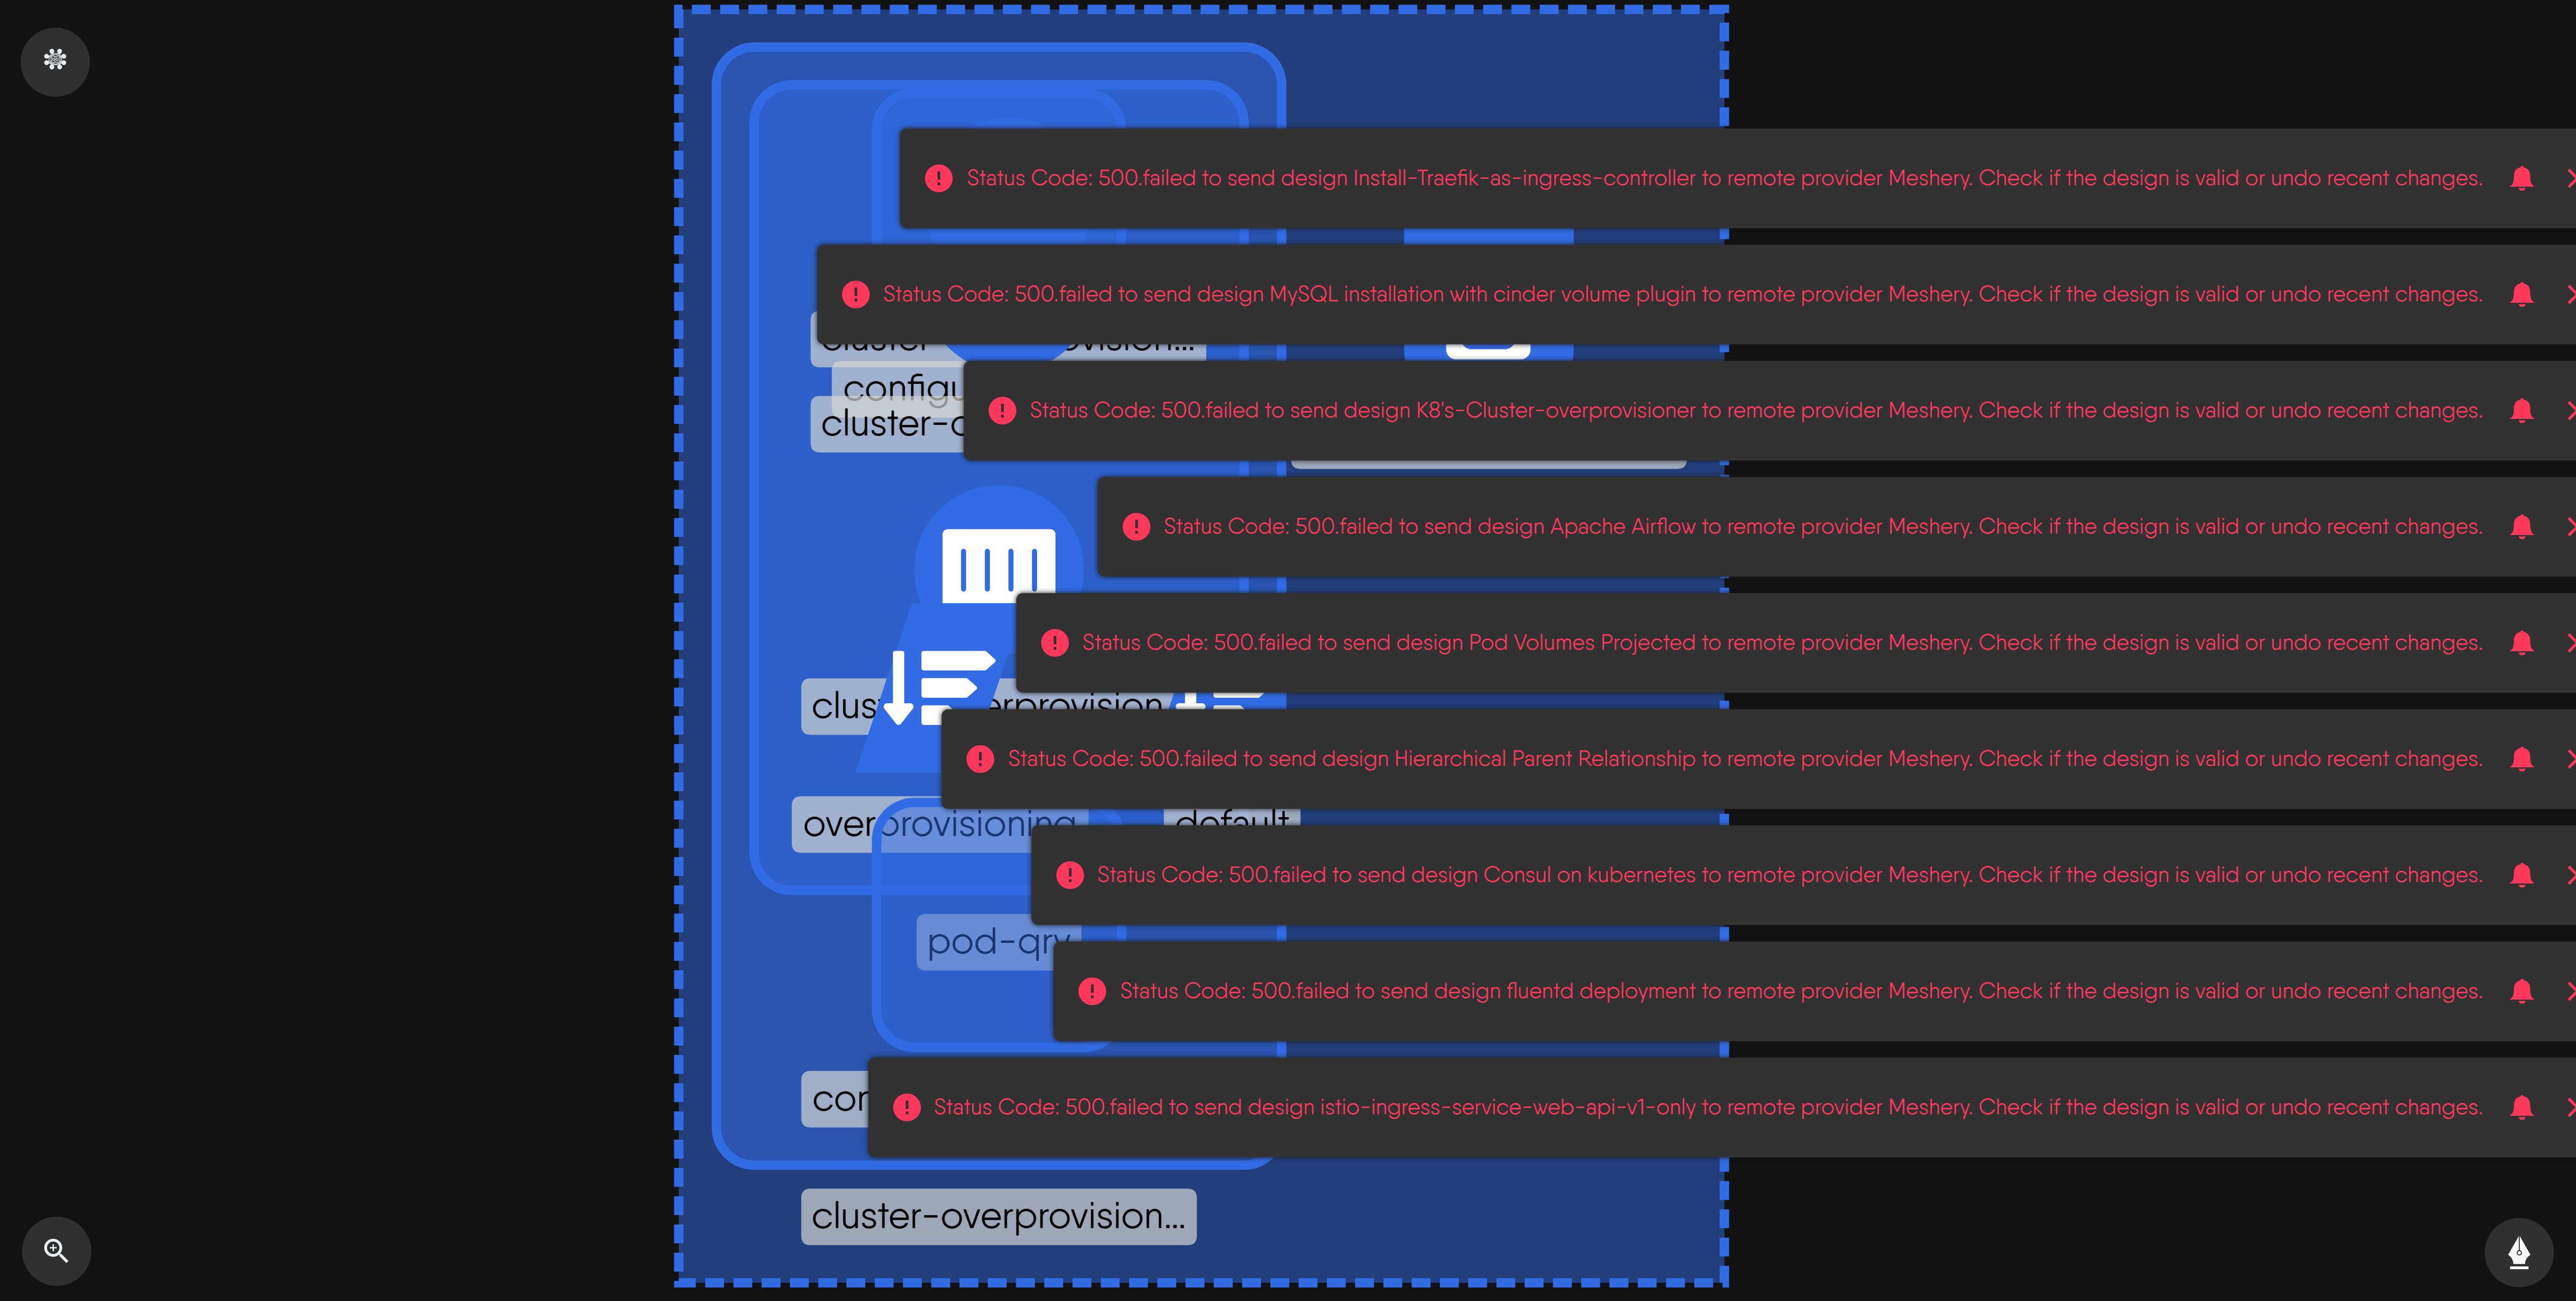 Status Code: 500.failed to send design Install-Traefik-as-ingress-controller to remote provider Meshery. Check if the design is valid or undo recent changes.
Status Code: 500.failed to send design MySQL installation with cinder volume plugin to remote provider Meshery. Check if the design is valid or undo recent changes.
configu
Status Code: 500.failed to send design K8's-Cluster-overprovisioner to remote provider Meshery. Check if the design is valid or undo recent changes.
cluster-o
Status Code: 500.failed to send design Apache Airflow to remote provider Meshery. Check if the design is valid or undo recent changes.
Status Code: 500.failed to send design Pod Volumes Projected to remote provider Meshery. Check if the design is valid or undo recent changes.
clus erprovision
Status Code: 500.failed to send design Hierarchical Parent Relationship to remote provider Meshery. Check if the design is valid or undo recent changes.
overprovisioning default
Status Code: 500.failed to send design Consul on kubernetes to remote provider Meshery. Check if the design is valid or undo recent changes.
pod-qry
Status Code: 500.failed to send design fluentd deployment to remote provider Meshery. Check if the design is valid or undo recent changes.
Status Code: 500.failed to send design istio-ingress-service-web-api-v1-only to remote provider Meshery. Check if the design is valid or undo recent changes.
cluster-overprovision...